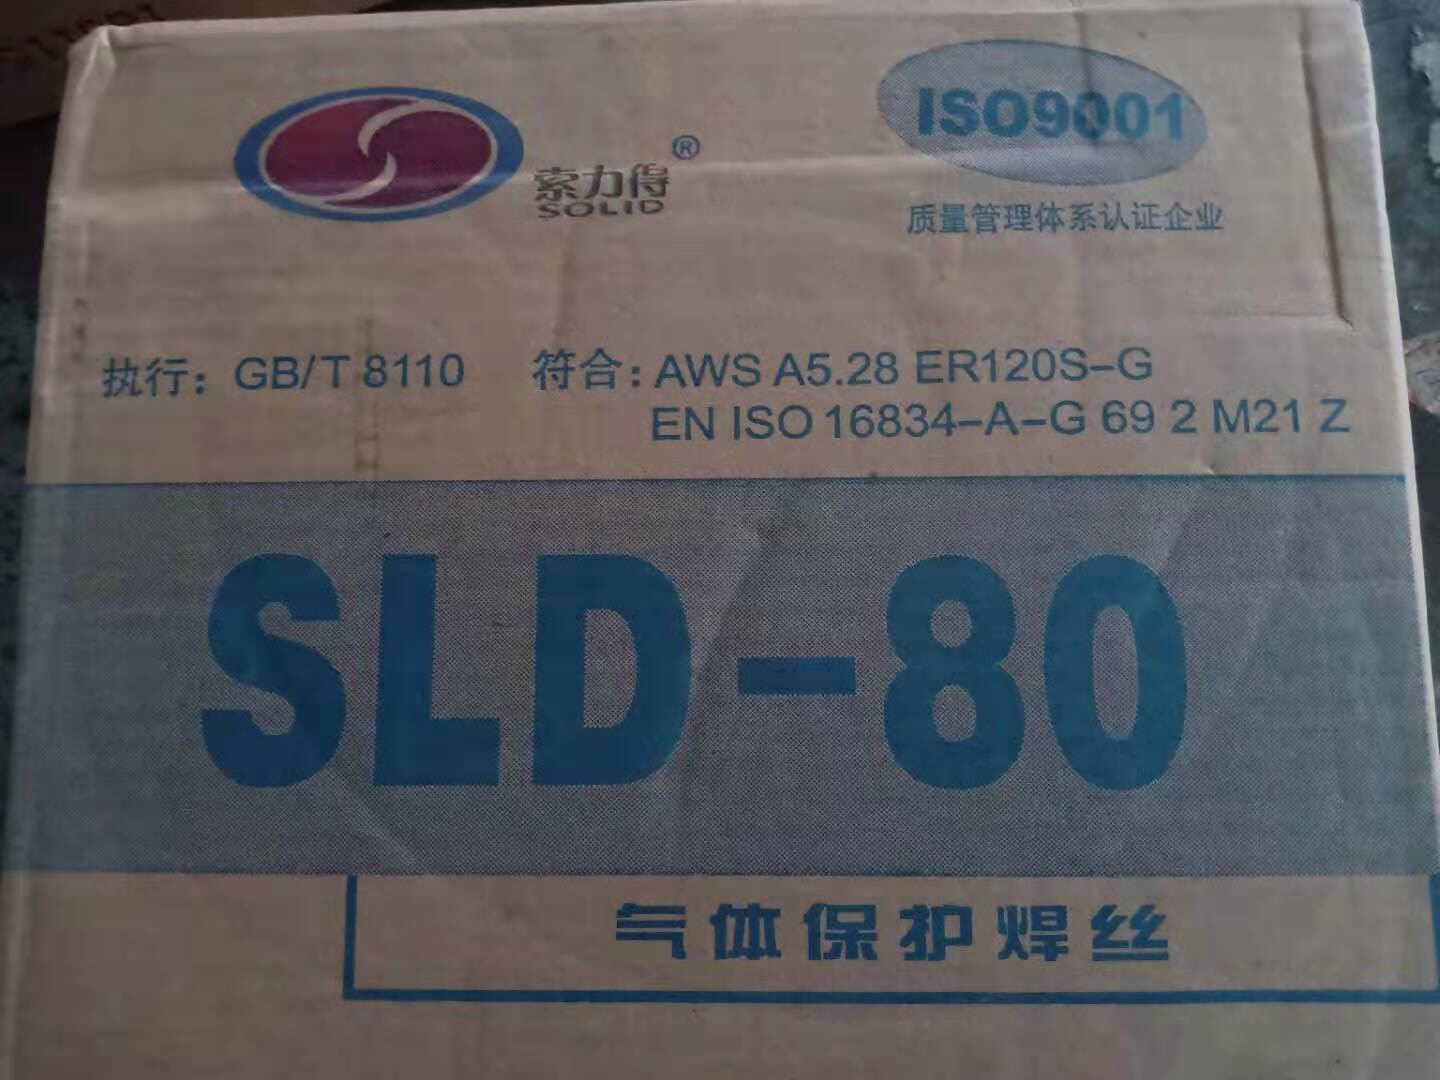 索力得®
SOLID
ISO9001
质量管理体系认证企业
执行：GB/T 8110 符合：AWS A5.28 ER120S-G
EN ISO 16834-A-G 69 2 M21 Z
SLD-80
气体保护焊丝